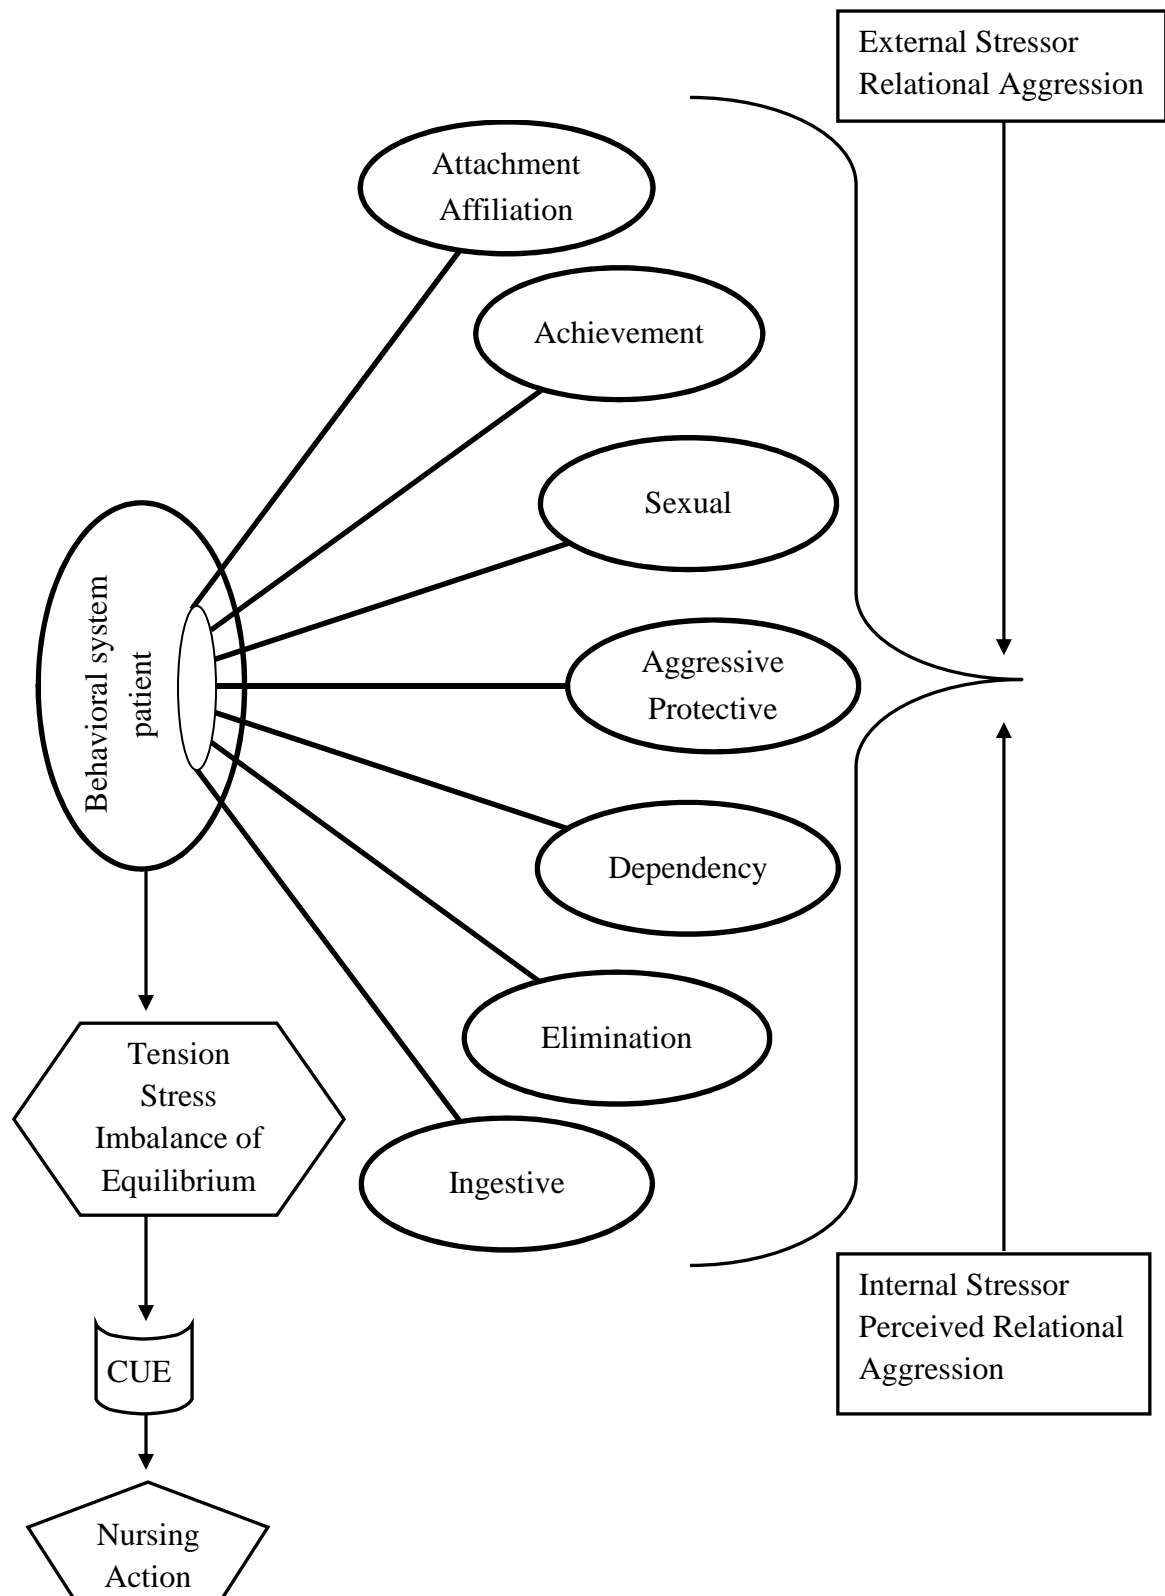 External Stressor
Relational Aggression
Attachment
Affiliation
Achievement
Sexual
Behavioral system
patient
Aggressive
Protective
Dependency
Elimination
Tension
Stress
Imbalance of
Equilibrium
Ingestive
Internal Stressor
Perceived Relational
Aggression
CUE
Nursing
Action